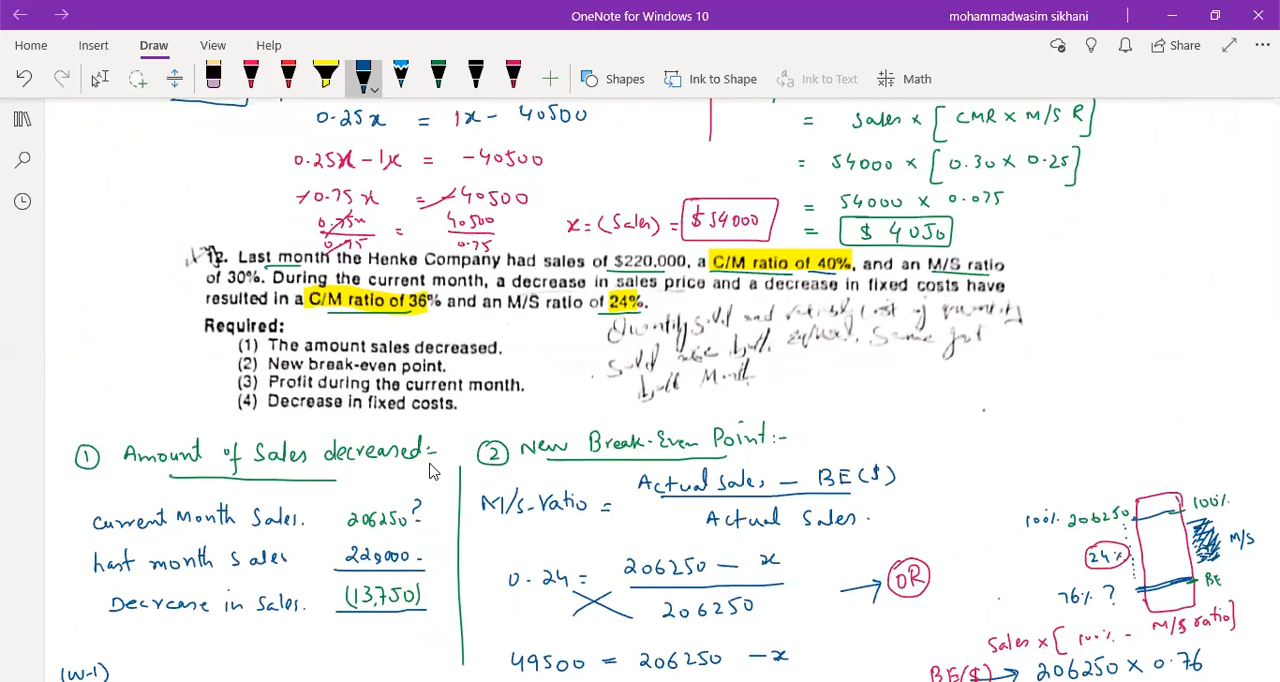 OneNote for Windows 10
mohammadwasim sikhani
Home Insert Draw View Help
Share
Shapes
Ink to Shape
Ink to Text
Math
0.25x = 1x - 40500
0.25x - 1x = -40500
-0.75x = -40500
0.75x = 40500
0.75 0.75
x = (Sales) = $54000
= Sales × [ CMR × M/S R]
= 54000 × [ 0.30 × 0.25]
= 54000 × 0.075
= $ 4050
12. Last month the Henke Company had sales of $220,000, a C/M ratio of 40%, and an M/S ratio
of 30%. During the current month, a decrease in sales price and a decrease in fixed costs have
resulted in a C/M ratio of 36% and an M/S ratio of 24%.
Quantity sold and
sold
both Month
Required:
(1) The amount sales decreased.
(2) New break-even point.
(3) Profit during the current month.
(4) Decrease in fixed costs.
① Amount of Sales decreased:-
Current Month Sales. 206250?
Last month sales 220000
Decrease in Sales. (13,750)
(W-1)
② New Break-Even Point:-
M/S-ratio = Actual Sales - BE($)
Actual Sales.
0.24 = 206250 - x
206250
49500 = 206250 - x
→ OR
100% 206250 100%
24% M/S
BE
76% ?
Sales × [100% - M/S ratio]
BE($) → 206250 × 0.76